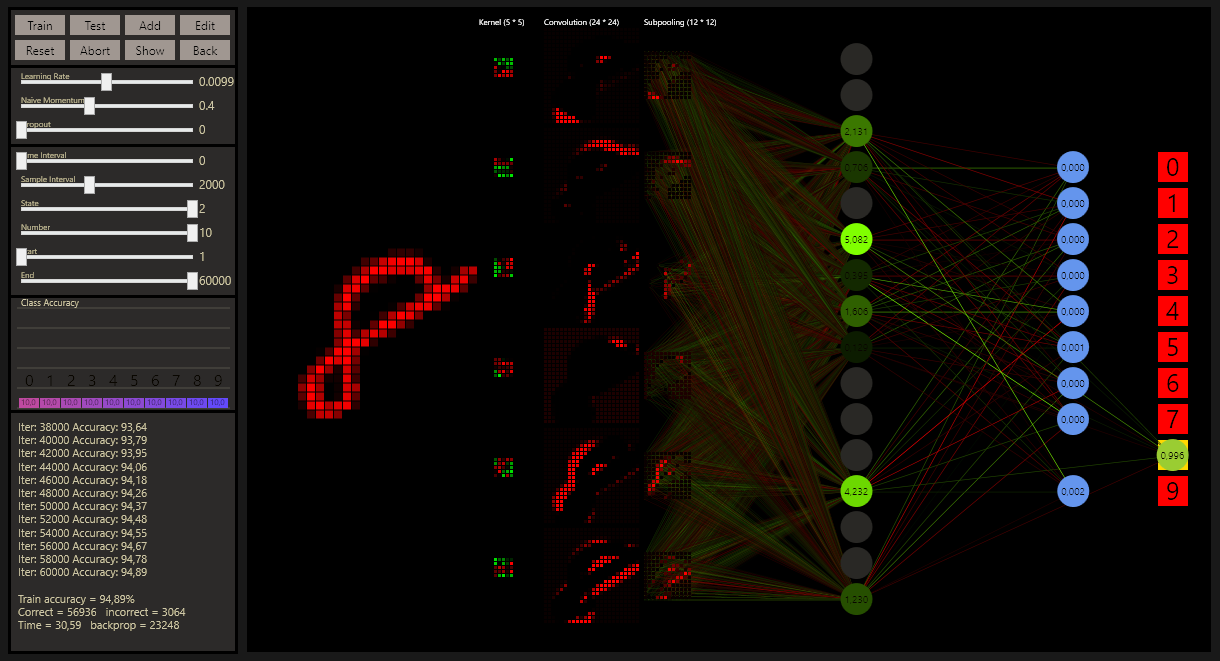 Train Test Add Edit
Reset Abort Show Back
Learning Rate 0.0099
Naive Momentum 0.4
ropout 0
me Interval 0
Sample Interval 2000
State 2
Number 10
art 1
End 60000
Class Accuracy
0 1 2 3 4 5 6 7 8 9
10,0 10,0 10,0 10,0 10,0 10,0 10,0 10,0 10,0 10,0
Iter: 38000 Accuracy: 93,64
Iter: 40000 Accuracy: 93,79
Iter: 42000 Accuracy: 93,95
Iter: 44000 Accuracy: 94,06
Iter: 46000 Accuracy: 94,18
Iter: 48000 Accuracy: 94,26
Iter: 50000 Accuracy: 94,37
Iter: 52000 Accuracy: 94,48
Iter: 54000 Accuracy: 94,55
Iter: 56000 Accuracy: 94,67
Iter: 58000 Accuracy: 94,78
Iter: 60000 Accuracy: 94,89
Train accuracy = 94,89%
Correct = 56936 incorrect = 3064
Time = 30,59 backprop = 23248
Kernel (5 * 5) Convolution (24 * 24) Subpooling (12 * 12)
2,131
5,082
1,606
4,232
1,230
0,000 0
0,000 1
0,000 2
0,000 3
0,000 4
0,001 5
0,000 6
0,000 7
0,996
0,002 9